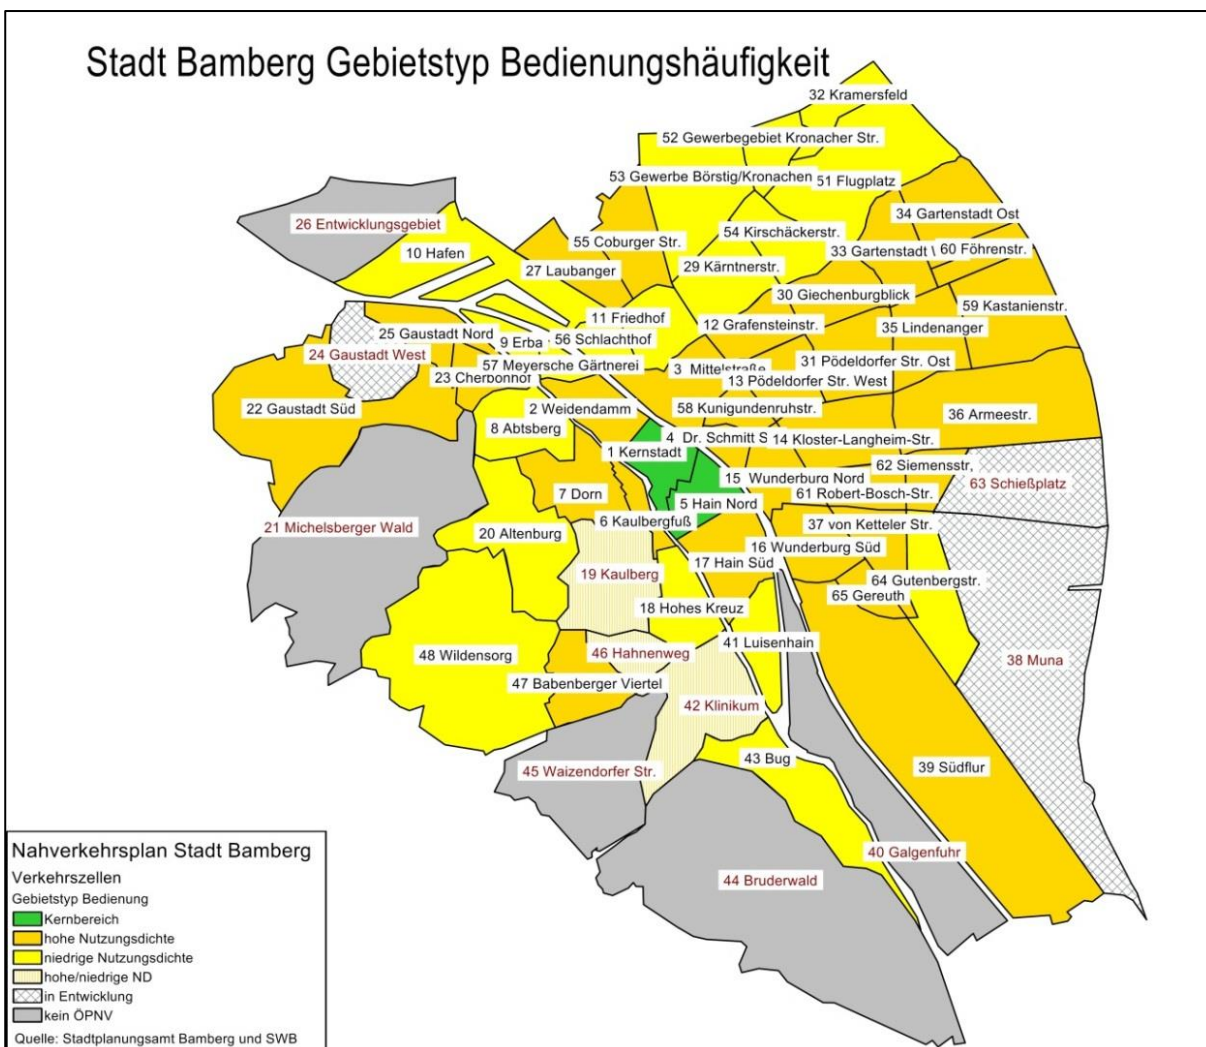 Stadt Bamberg Gebietstyp Bedienungshäufigkeit
32 Kramersfeld
52 Gewerbegebiet Kronacher Str.
53 Gewerbe Börstig/Kronachen
51 Flugplatz
26 Entwicklungsgebiet
34 Gartenstadt Ost
54 Kirschäckerstr.
55 Coburger Str.
33 Gartenstadt
60 Föhrenstr.
10 Hafen
27 Laubanger
29 Kärntnerstr.
30 Giechenburgblick
59 Kastanienstr.
11 Friedhof
12 Grafensteinstr.
35 Lindenanger
25 Gaustadt Nord
9 Erba
56 Schlachthof
24 Gaustadt West
57 Meyersche Gärtnerei
3 Mittelstraße
31 Pödeldorfer Str. Ost
23 Cherbonhof
13 Pödeldorfer Str. West
22 Gaustadt Süd
2 Weidendamm
58 Kunigundenruhstr.
36 Armeestr.
8 Abtsberg
4 Dr. Schmitt S
14 Kloster-Langheim-Str.
1 Kernstadt
62 Siemensstr.
15 Wunderburg Nord
63 Schießplatz
7 Dorn
61 Robert-Bosch-Str.
5 Hain Nord
21 Michelsberger Wald
6 Kaulbergfuß
37 von Ketteler Str.
20 Altenburg
16 Wunderburg Süd
17 Hain Süd
19 Kaulberg
64 Gutenbergstr.
65 Gereuth
18 Hohes Kreuz
41 Luisenhain
48 Wildensorg
46 Hahnenweg
38 Muna
47 Babenberger Viertel
42 Klinikum
43 Bug
45 Waizendorfer Str.
39 Südflur
40 Galgenfuhr
44 Bruderwald
Nahverkehrsplan Stadt Bamberg
Verkehrszellen
Gebietstyp Bedienung
Kernbereich
hohe Nutzungsdichte
niedrige Nutzungsdichte
hohe/niedrige ND
in Entwicklung
kein ÖPNV
Quelle: Stadtplanungsamt Bamberg und SWB